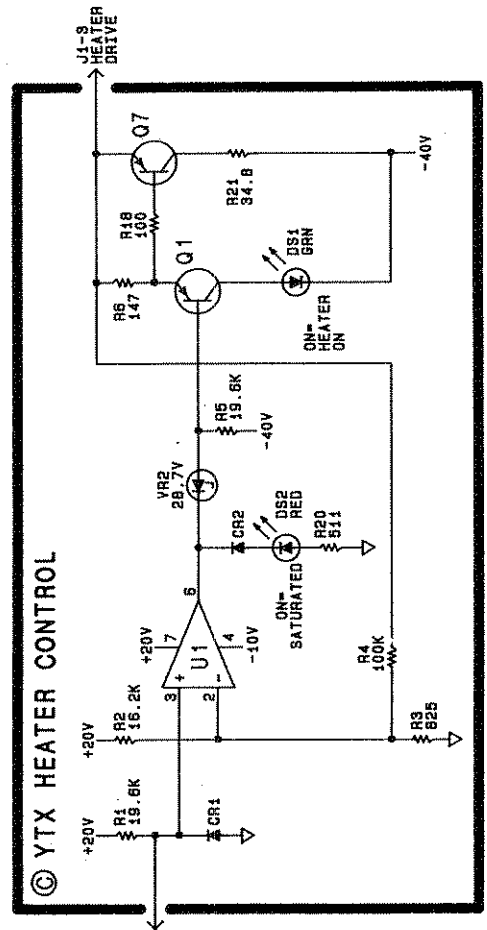 Ⓒ YTX HEATER CONTROL
+20V
R1
19.6K
CR1
+20V
R2
16.2K
3
+
2
-
U1
+20V
7
6
4
-10V
R3
825
R4
100K
CR2
DS2
RED
ON=
SATURATED
R20
511
VR2
28.7V
R5
19.6K
-40V
R6
147
R18
100
Q1
Q7
DS1
GRN
ON=
HEATER
ON
R21
34.8
-40V
J1-3
HEATER
DRIVE